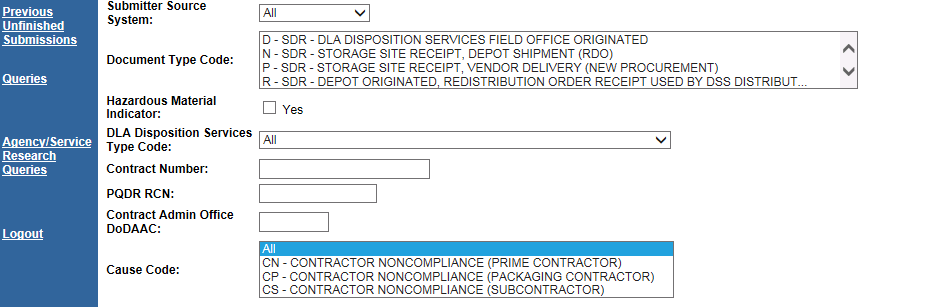 Previous
Unfinished
Submissions
Queries
Agency/Service
Research
Queries
Logout
Submitter Source
System:
All
Document Type Code:
D - SDR - DLA DISPOSITION SERVICES FIELD OFFICE ORIGINATED
N - SDR - STORAGE SITE RECEIPT, DEPOT SHIPMENT (RDO)
P - SDR - STORAGE SITE RECEIPT, VENDOR DELIVERY (NEW PROCUREMENT)
R - SDR - DEPOT ORIGINATED, REDISTRIBUTION ORDER RECEIPT USED BY DSS DISTRIBUT...
Hazardous Material
Indicator:
Yes
DLA Disposition Services
Type Code:
All
Contract Number:
PQDR RCN:
Contract Admin Office
DoDAAC:
Cause Code:
All
CN - CONTRACTOR NONCOMPLIANCE (PRIME CONTRACTOR)
CP - CONTRACTOR NONCOMPLIANCE (PACKAGING CONTRACTOR)
CS - CONTRACTOR NONCOMPLIANCE (SUBCONTRACTOR)